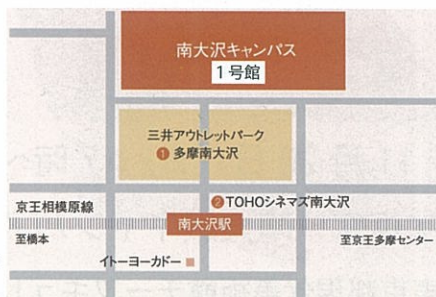 南大沢キャンパス
1号館
三井アウトレットパーク
① 多摩南大沢
② TOHOシネマズ南大沢
京王相模原線
南大沢駅
至橋本
至京王多摩センター
イトーヨーカドー